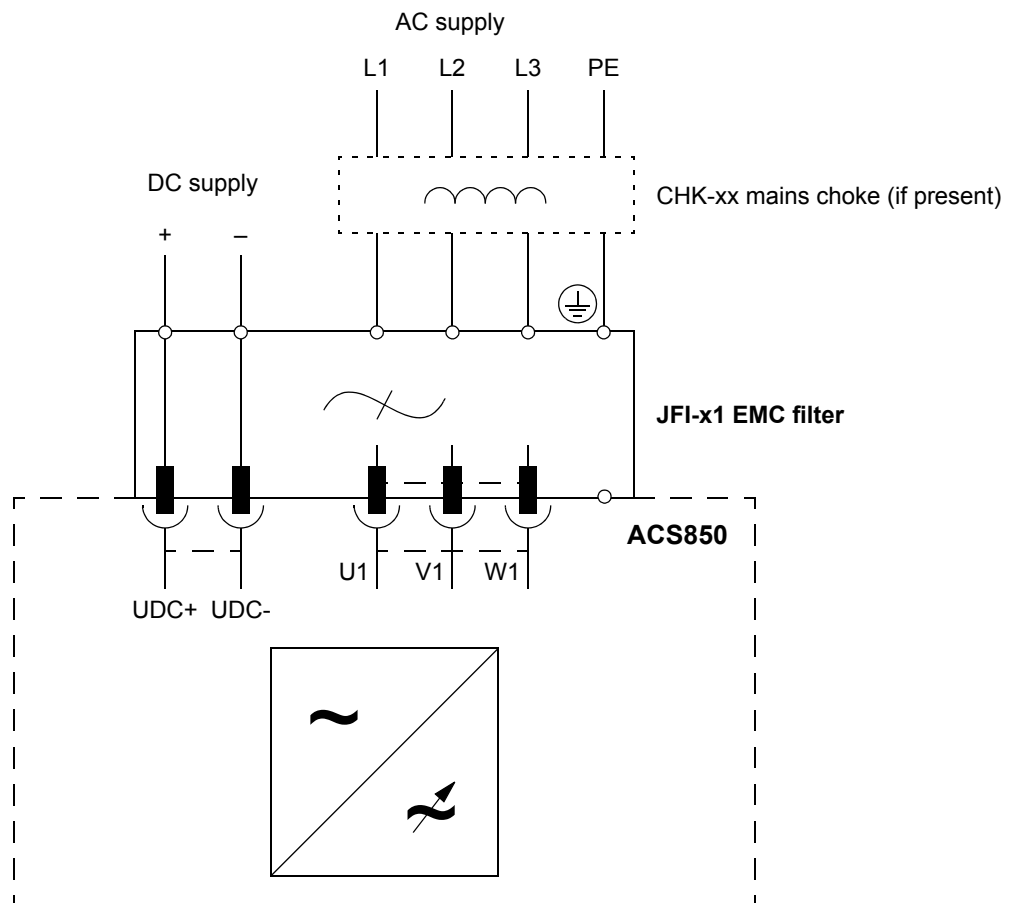 AC supply
L1 L2 L3 PE
DC supply
CHK-xx mains choke (if present)
+ –
JFI-x1 EMC filter
ACS850
U1 V1 W1
UDC+ UDC-